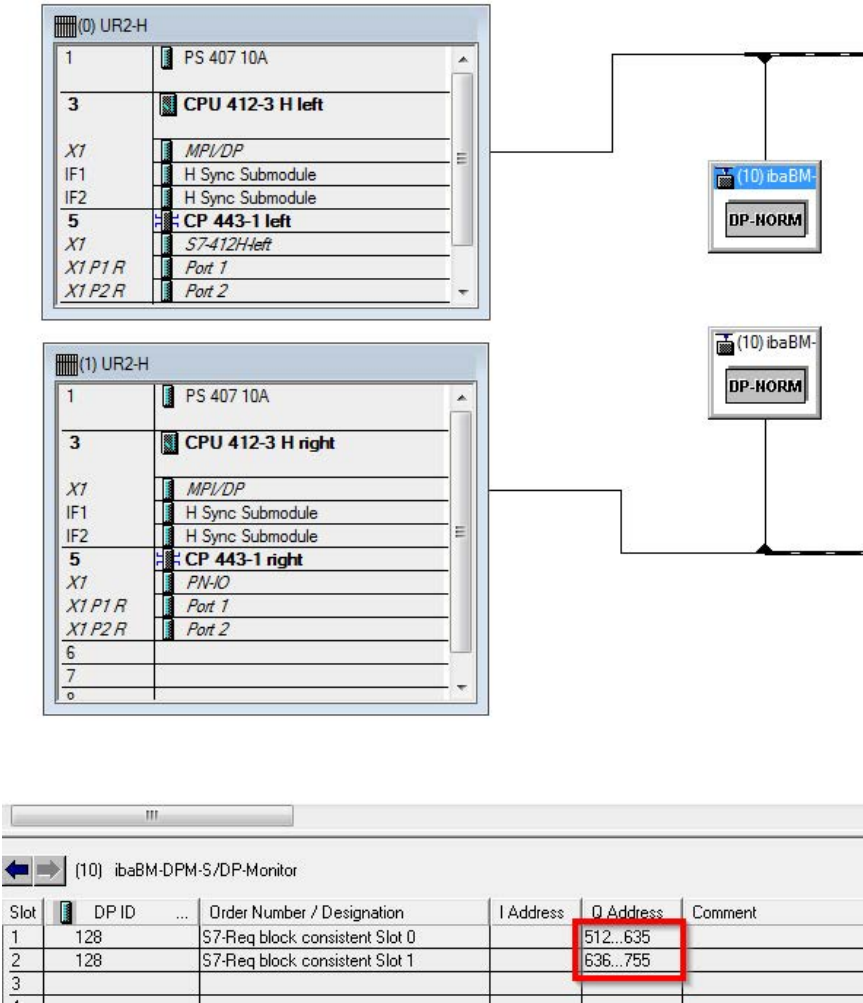 (0) UR2-H
1 PS 407 10A
3 CPU 412-3 H left
X1 MPI/DP
IF1 H Sync Submodule
IF2 H Sync Submodule
5 CP 443-1 left
X1 S7-412H-left
X1 P1 R Port 1
X1 P2 R Port 2
(10) ibaBM-
DP-NORM
(1) UR2-H
1 PS 407 10A
3 CPU 412-3 H right
X1 MPI/DP
IF1 H Sync Submodule
IF2 H Sync Submodule
5 CP 443-1 right
X1 PN-IO
X1 P1 R Port 1
X1 P2 R Port 2
6
7
(10) ibaBM-
DP-NORM
(10) ibaBM-DPM-S/DP-Monitor
Slot DP ID ... Order Number / Designation I Address Q Address Comment
1 128 S7-Req block consistent Slot 0 512...635
2 128 S7-Req block consistent Slot 1 636...755
3